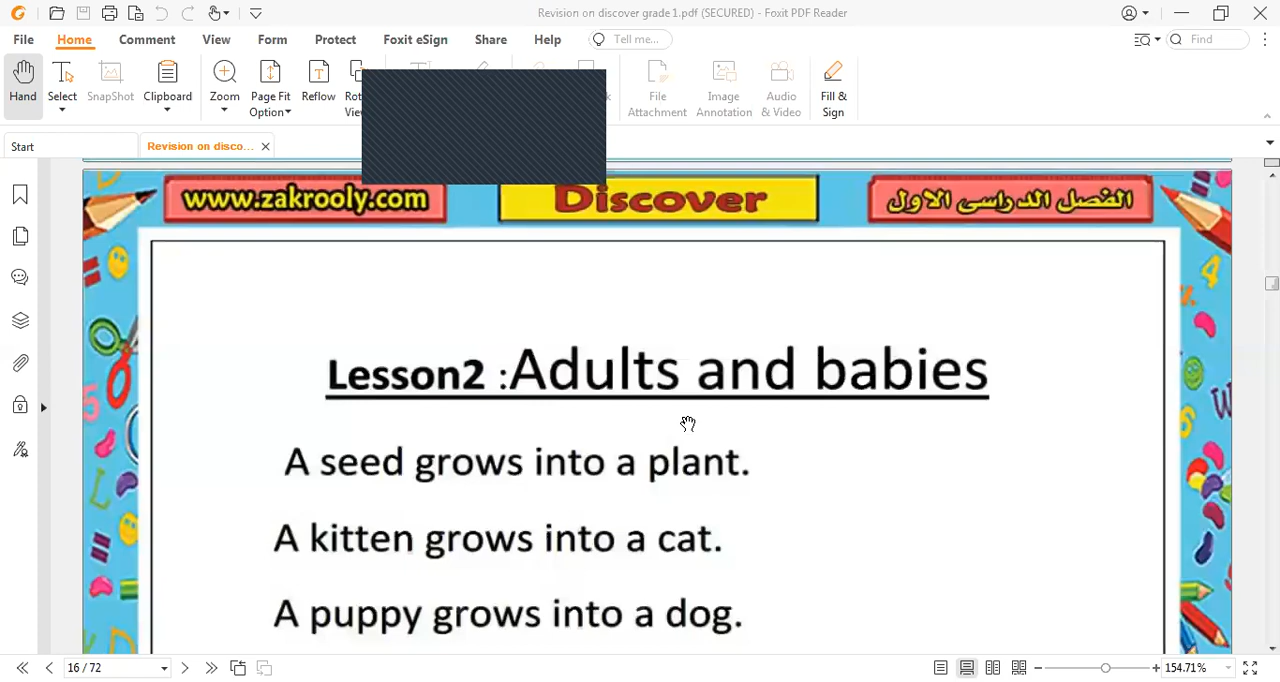 Revision on discover grade1.pdf (SECURED) - Foxit PDF Reader
File Home Comment View Form Protect Foxit eSign Share Help Tell me... Find
Hand Select SnapShot Clipboard Zoom Page Fit Option Reflow File Attachment Image Annotation Audio & Video Fill & Sign
Start Revision on disco...
www.zakrooly.com Discover الفصل الدراسى الاول
Lesson2 :Adults and babies
A seed grows into a plant.
A kitten grows into a cat.
A puppy grows into a dog.
16 / 72 154.71%